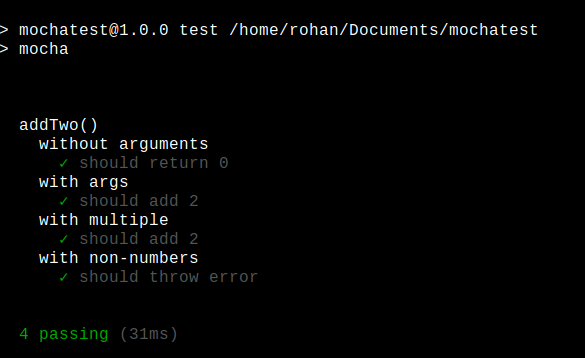 > mochatest@1.0.0 test /home/rohan/Documents/mochatest
> mocha
addTwo()
without arguments
✓ should return 0
with args
✓ should add 2
with multiple
✓ should add 2
with non-numbers
✓ should throw error
4 passing (31ms)